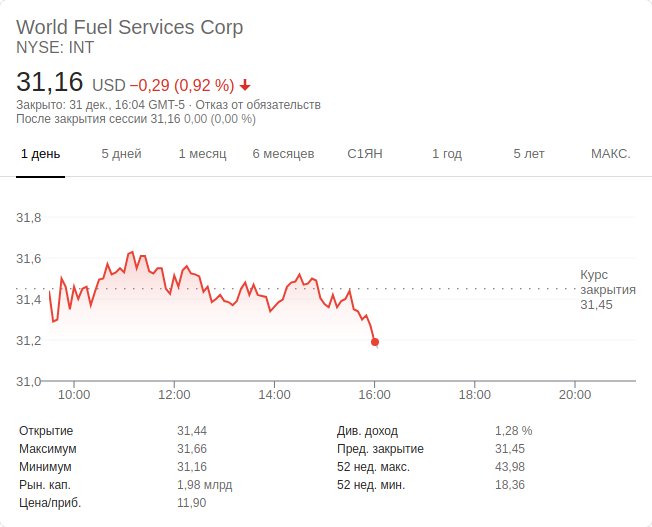 World Fuel Services Corp
NYSE: INT
31,16 USD −0,29 (0,92 %)
Закрыто: 31 дек., 16:04 GMT-5 · Отказ от обязательств
После закрытия сессии 31,16 0,00 (0,00 %)
1 день 5 дней 1 месяц 6 месяцев С1ЯН 1 год 5 лет МАКС.
31,8
31,6
31,4
31,2
31,0
Курс
закрытия
31,45
10:00 12:00 14:00 16:00 18:00 20:00
Открытие 31,44 Див. доход 1,28 %
Максимум 31,66 Пред. закрытие 31,45
Минимум 31,16 52 нед. макс. 43,98
Рын. кап. 1,98 млрд 52 нед. мин. 18,36
Цена/приб. 11,90